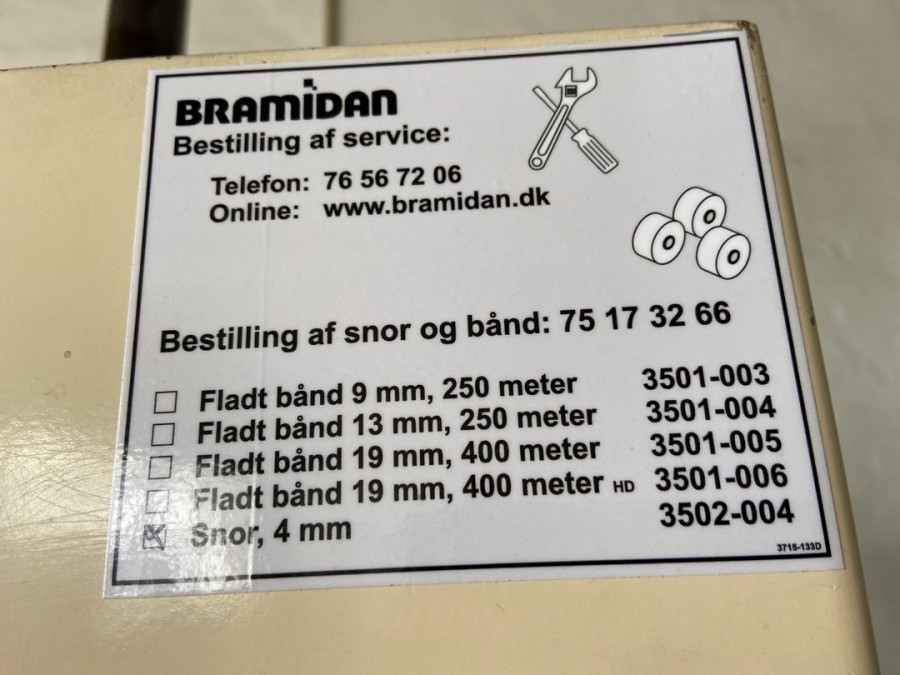 BRAMIDAN
Bestilling af service:
Telefon: 76 56 72 06
Online: www.bramidan.dk
Bestilling af snor og bånd: 75 17 32 66
Fladt bånd 9 mm, 250 meter 3501-003
Fladt bånd 13 mm, 250 meter 3501-004
Fladt bånd 19 mm, 400 meter 3501-005
Fladt bånd 19 mm, 400 meter HD 3501-006
Snor, 4 mm 3502-004
3715-133D